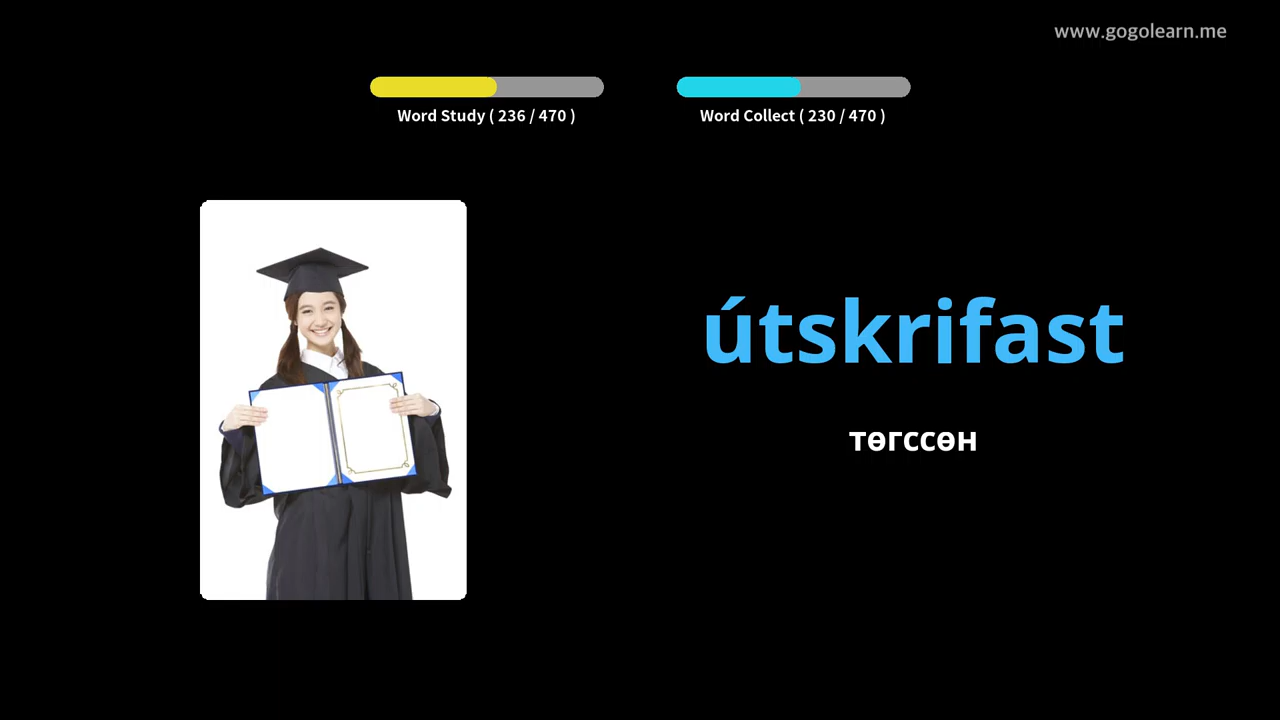 www.gogolearn.me
Word Study ( 236 / 470 )
Word Collect ( 230 / 470 )
útskrifast
төгссөн